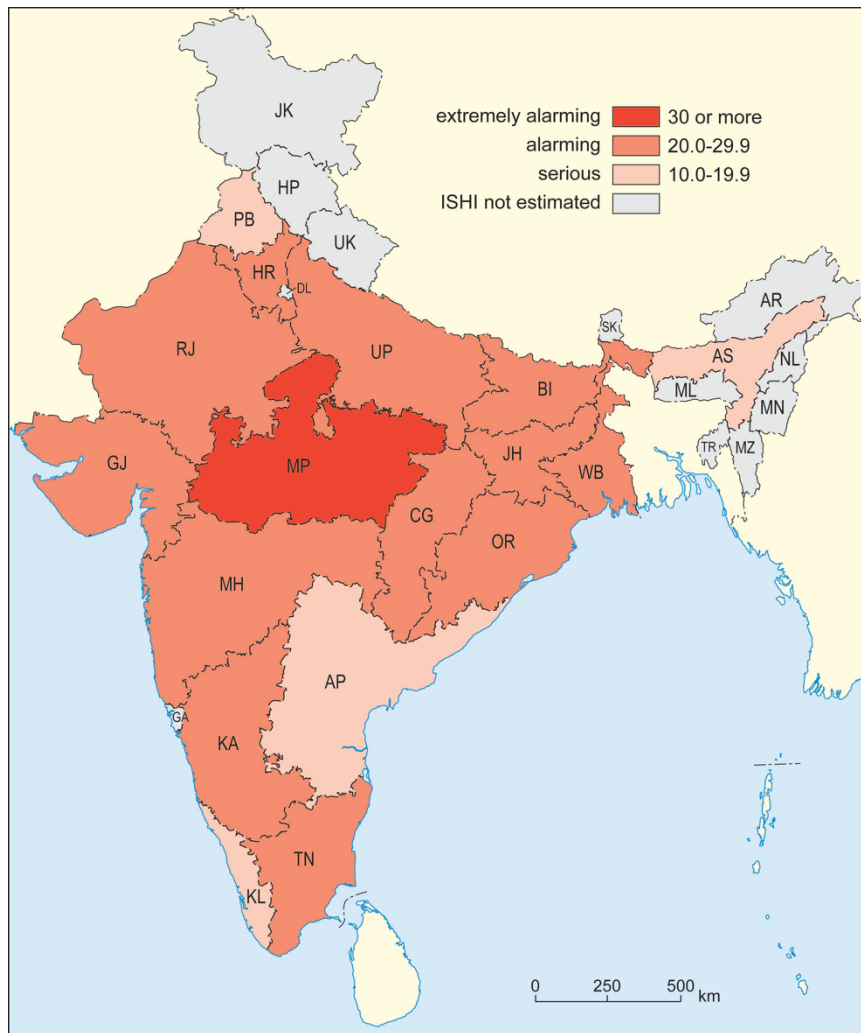 JK
extremely alarming 30 or more
alarming 20.0-29.9
serious 10.0-19.9
ISHI not estimated
HP
PB
UK
HR
DL
AR
SK
RJ
UP
AS
NL
BI
ML
MN
GJ
MP
JH
WB
TR
MZ
CG
OR
MH
AP
GA
KA
TN
KL
0 250 500
km